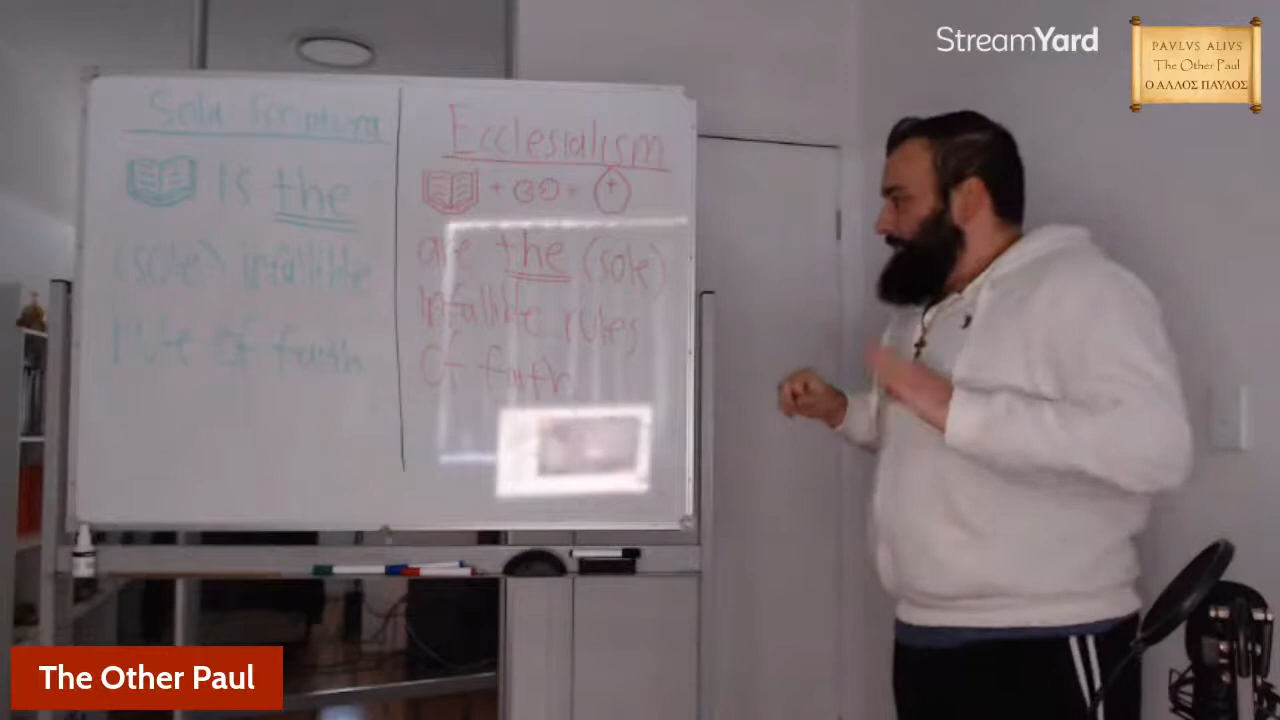 StreamYard
PAVLVS ALIVS
The Other Paul
Ο ΑΛΛΟΣ ΠΑΥΛΟΣ
Sola Scriptura
is the
(sole) infallible
rule of faith
Ecclesialism
+ + +
are the (sole)
infallible rules
of faith
The Other Paul